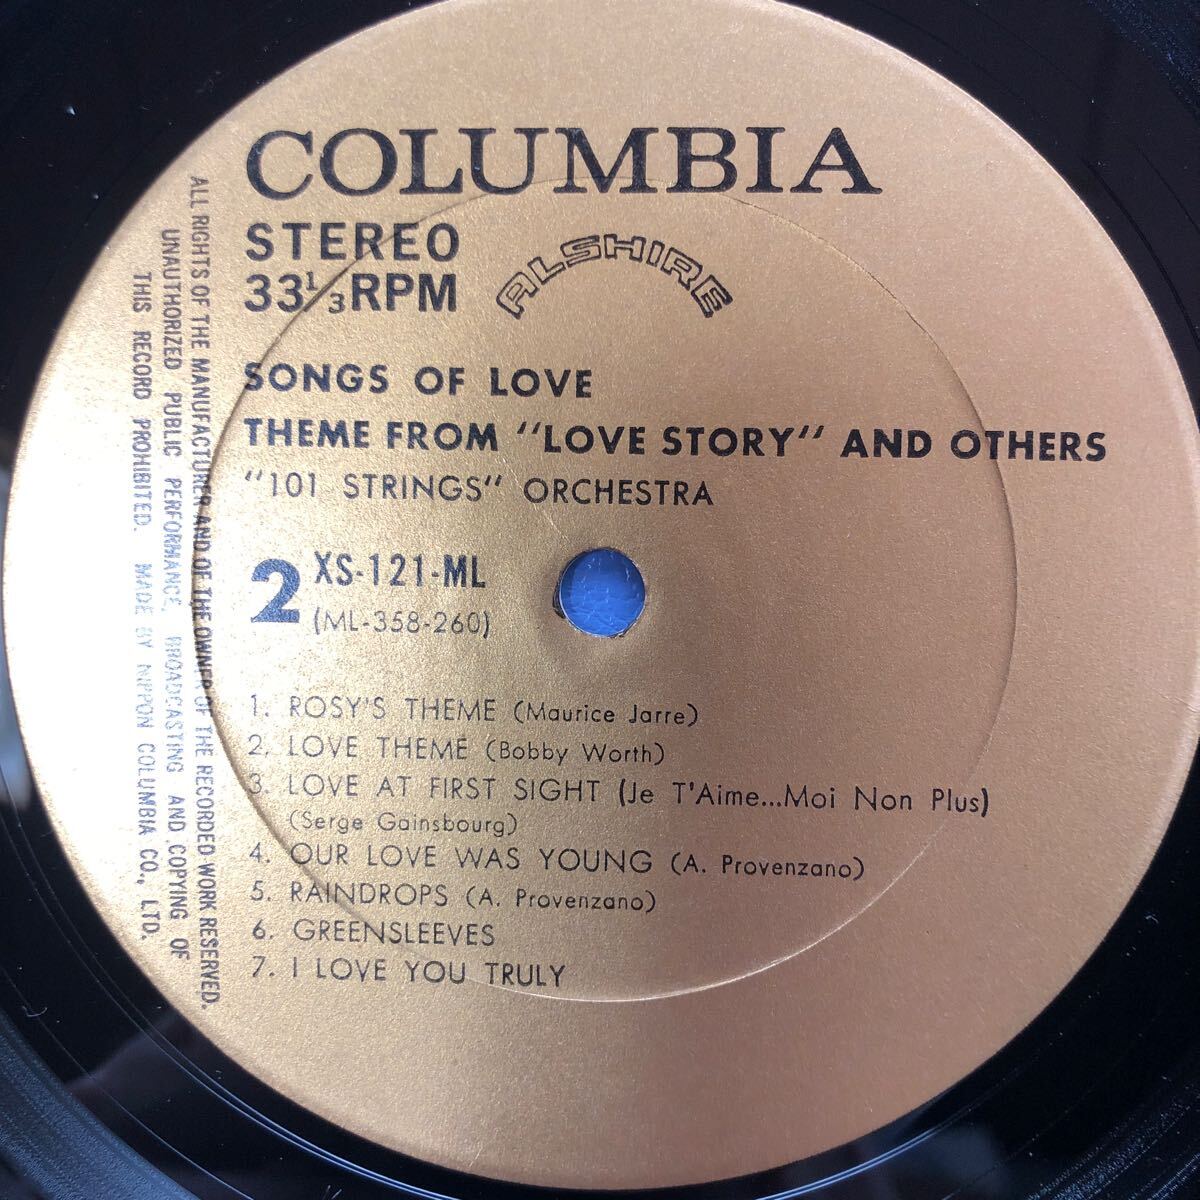 COLUMBIA
STEREO
33 1/3 RPM
ALSHIRE
SONGS OF LOVE
THEME FROM "LOVE STORY" AND OTHERS
"101 STRINGS" ORCHESTRA
2 XS-121-ML
(ML-358-260)
1. ROSY'S THEME (Maurice Jarre)
2. LOVE THEME (Bobby Worth)
3. LOVE AT FIRST SIGHT (Je T'Aime...Moi Non Plus)
(Serge Gainsbourg)
4. OUR LOVE WAS YOUNG (A. Provenzano)
5. RAINDROPS (A. Provenzano)
6. GREENSLEEVES
7. I LOVE YOU TRULY
ALL RIGHTS OF THE MANUFACTURER AND OF THE OWNER OF THE RECORDED WORK RESERVED.
UNAUTHORIZED PUBLIC PERFORMANCE, BROADCASTING AND COPYING OF
THIS RECORD PROHIBITED. MADE BY NIPPON COLUMBIA CO., LTD.